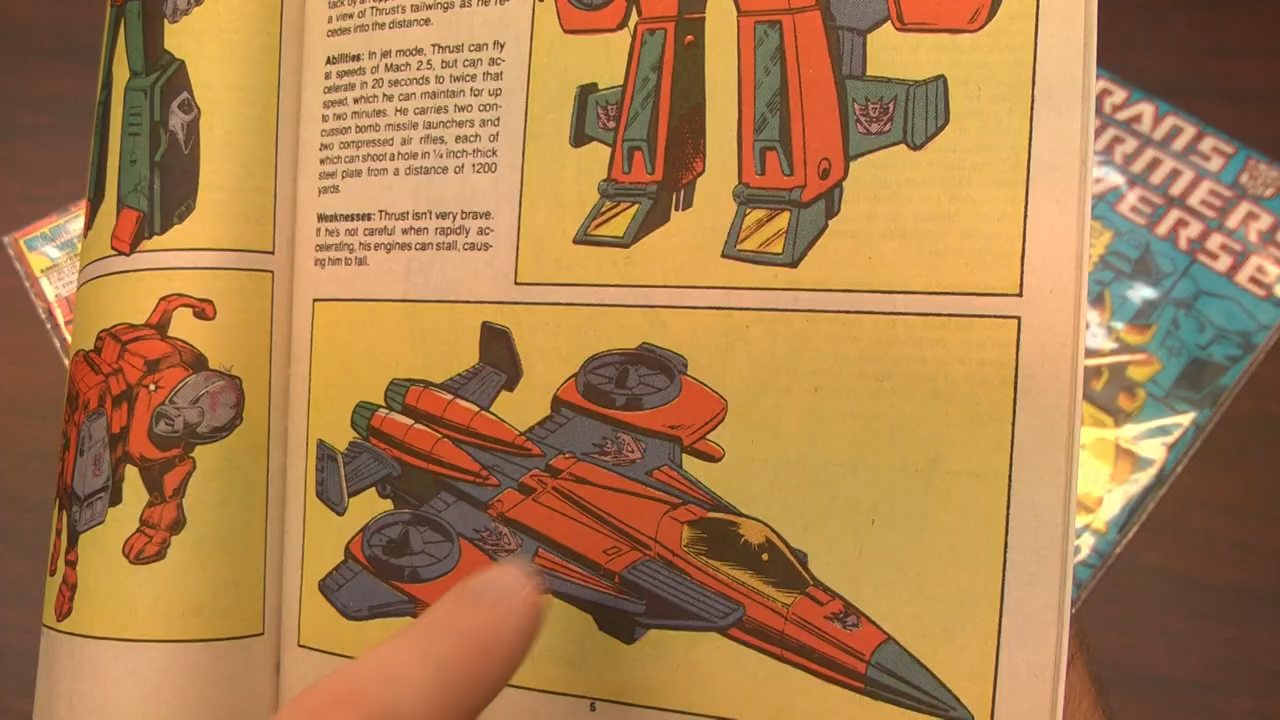 a view of Thrust's tailwings as he re-
cedes into the distance.
Abilities: In jet mode, Thrust can fly
at speeds of Mach 2.5, but can ac-
celerate in 20 seconds to twice that
speed, which he can maintain for up
to two minutes. He carries two con-
cussion bomb missile launchers and
two compressed air rifles, each of
which can shoot a hole in ¼ inch-thick
steel plate from a distance of 1200
yards.
Weaknesses: Thrust isn't very brave.
If he's not careful when rapidly ac-
celerating, his engines can stall, caus-
ing him to fall.
5